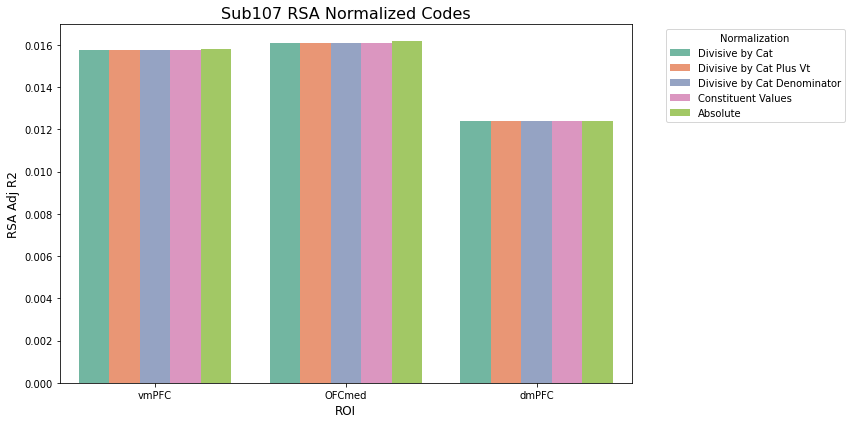 Sub107 RSA Normalized Codes
RSA Adj R2
0.016
0.014
0.012
0.010
0.008
0.006
0.004
0.002
0.000
vmPFC
OFCmed
dmPFC
ROI
Normalization
Divisive by Cat
Divisive by Cat Plus Vt
Divisive by Cat Denominator
Constituent Values
Absolute